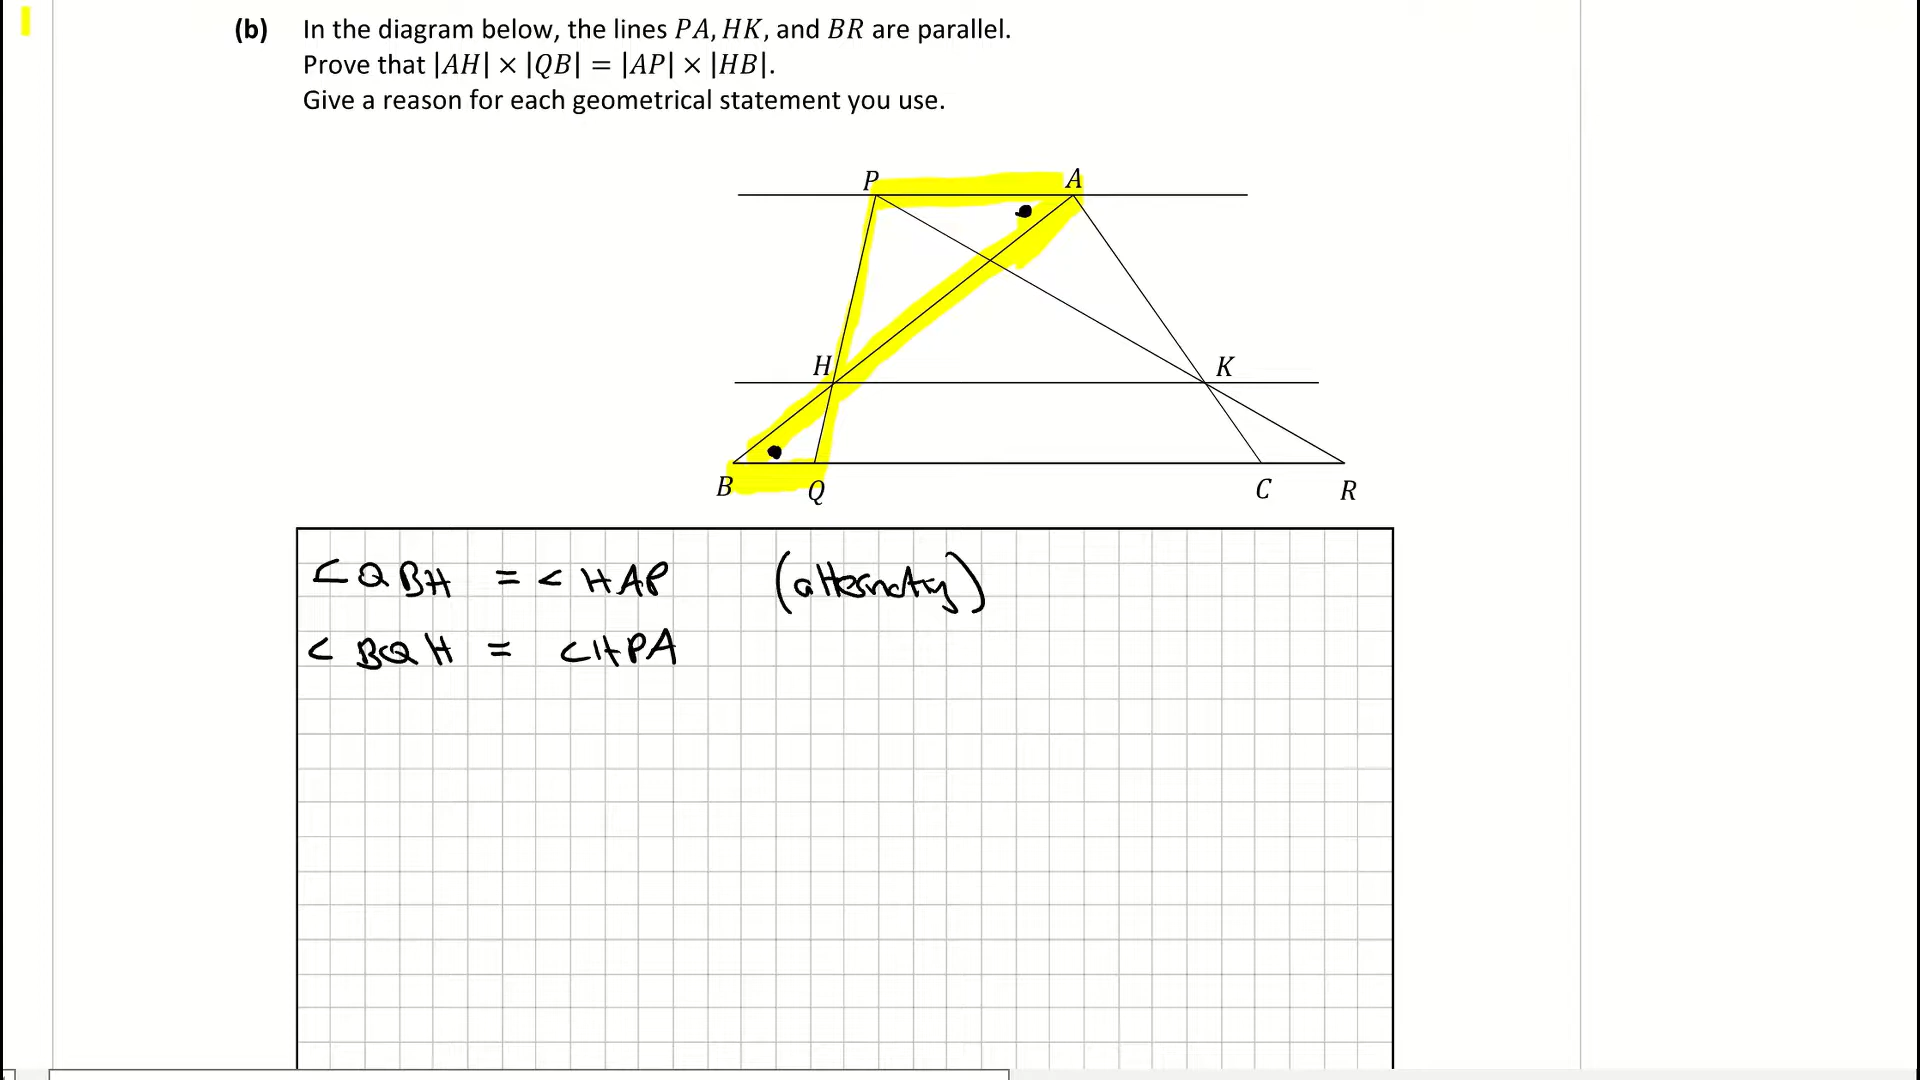 (b) In the diagram below, the lines PA, HK, and BR are parallel.
Prove that |AH| × |QB| = |AP| × |HB|.
Give a reason for each geometrical statement you use.
P A
H K
B Q C R
<QBH = <HAP (alternating)
<BQH = <HPA